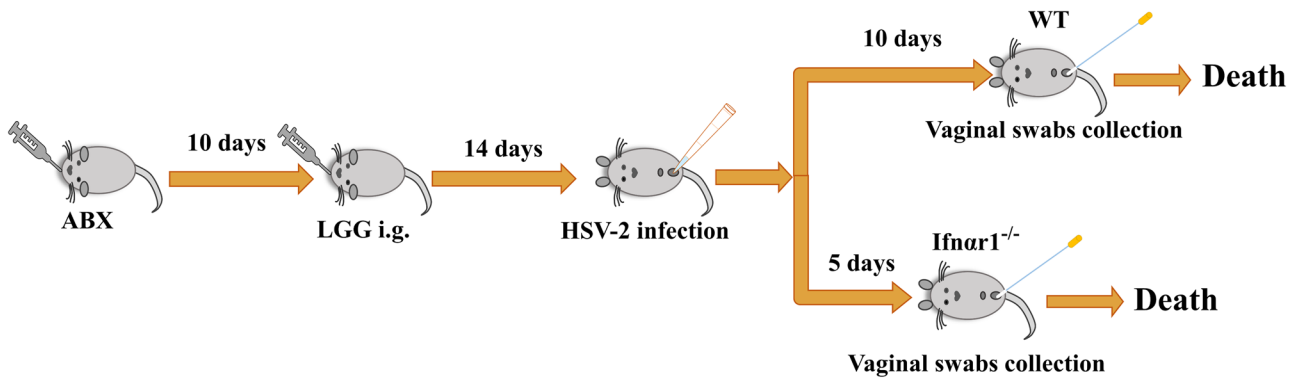 ABX
10 days
LGG i.g.
14 days
HSV-2 infection
10 days
WT
Vaginal swabs collection
Death
5 days
Ifnαr1-/-
Vaginal swabs collection
Death